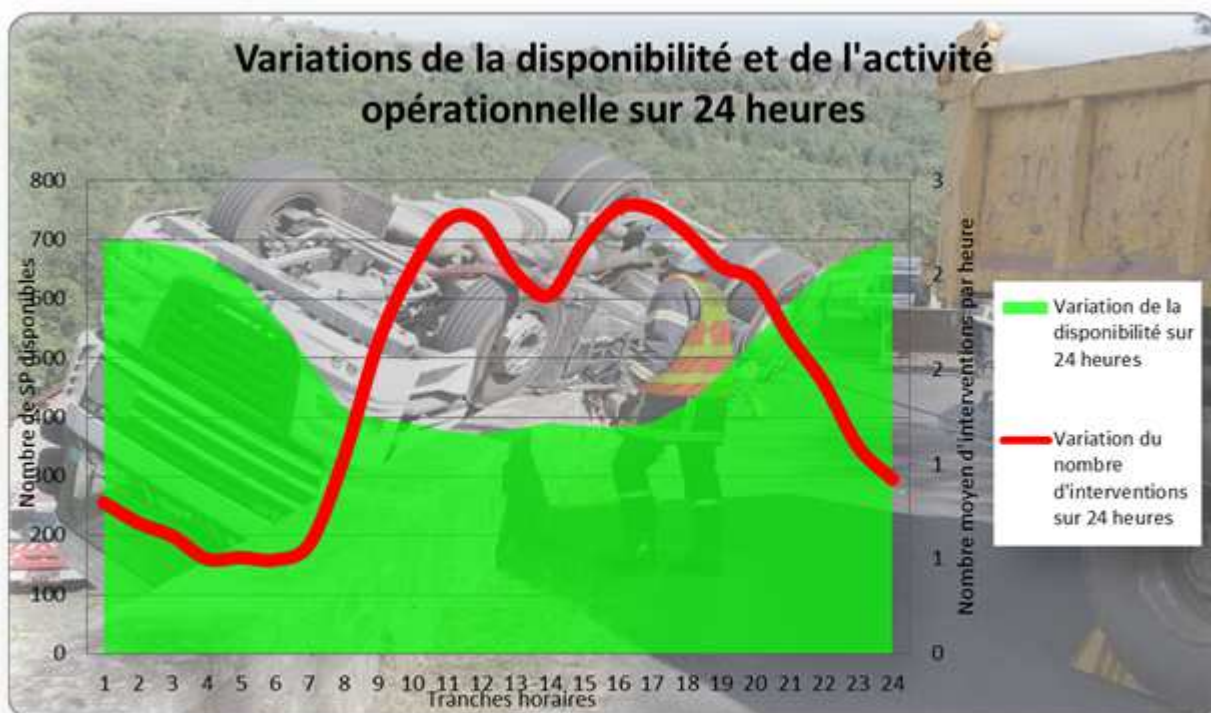 Variations de la disponibilité et de l'activité
opérationnelle sur 24 heures
800
700
600
500
400
300
200
100
0
Nombre de SP disponibles
3
2
2
1
1
0
Nombre moyen d'interventions par heure
1 2 3 4 5 6 7 8 9 10 11 12 13 14 15 16 17 18 19 20 21 22 23 24
Tranches horaires
Variation de la
disponibilité sur
24 heures
Variation du
nombre
d'interventions
sur 24 heures